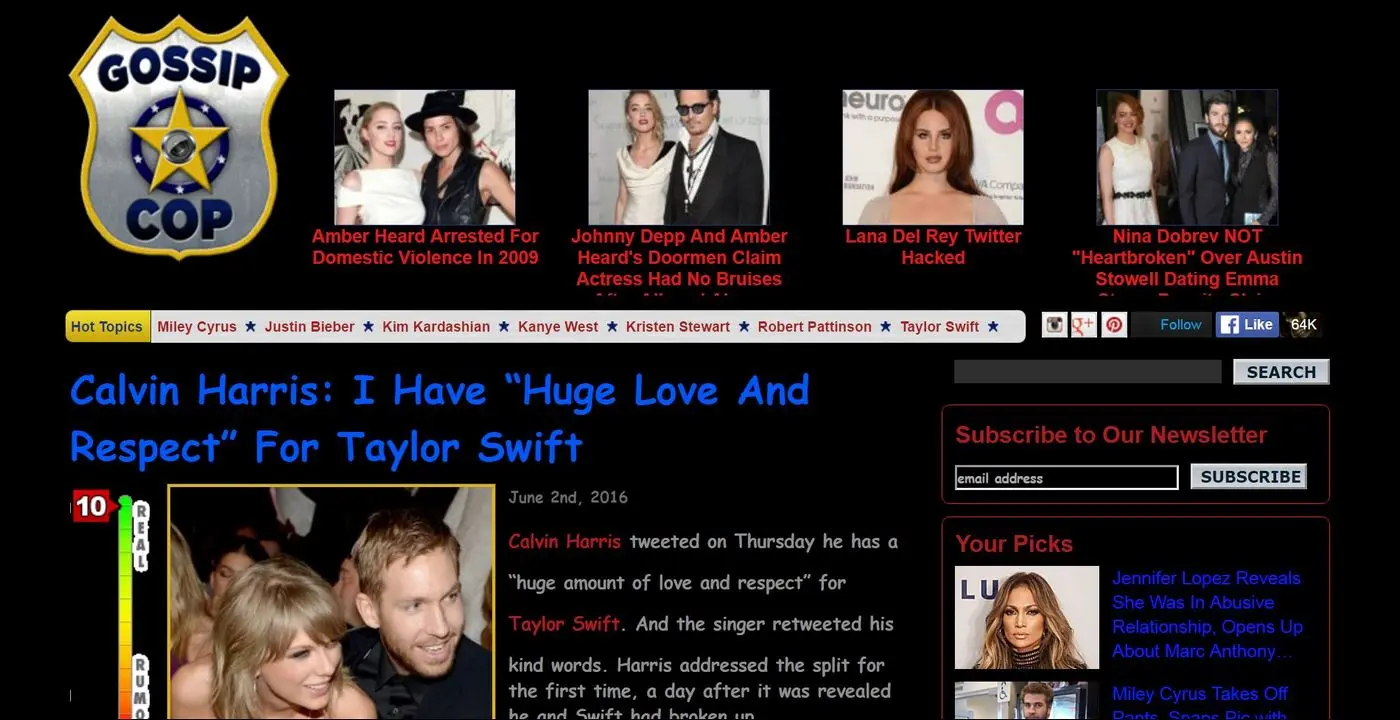 GOSSIP
COP
Amber Heard Arrested For
Domestic Violence In 2009
Johnny Depp And Amber
Heard's Doormen Claim
Actress Had No Bruises
Lana Del Rey Twitter
Hacked
Nina Dobrev NOT
"Heartbroken" Over Austin
Stowell Dating Emma
Hot Topics Miley Cyrus ★ Justin Bieber ★ Kim Kardashian ★ Kanye West ★ Kristen Stewart ★ Robert Pattinson ★ Taylor Swift ★
g+ Follow f Like 64K
SEARCH
Calvin Harris: I Have “Huge Love And
Respect” For Taylor Swift
10
REAL
RUMO
June 2nd, 2016
Calvin Harris tweeted on Thursday he has a
“huge amount of love and respect” for
Taylor Swift. And the singer retweeted his
kind words. Harris addressed the split for
the first time, a day after it was revealed
he and Swift had broken up
Subscribe to Our Newsletter
email address SUBSCRIBE
Your Picks
LU
Jennifer Lopez Reveals
She Was In Abusive
Relationship, Opens Up
About Marc Anthony...
Miley Cyrus Takes Off
Pants, Snaps Pic with